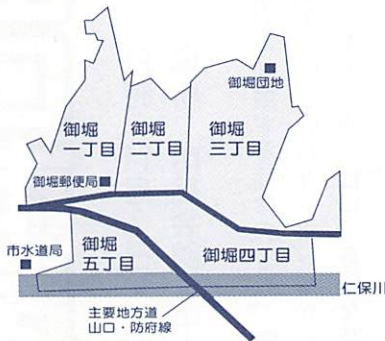 御堀団地
御堀
一丁目
御堀
二丁目
御堀
三丁目
御堀郵便局
市水道局
御堀
五丁目
御堀四丁目
仁保川
主要地方道
山口・防府線